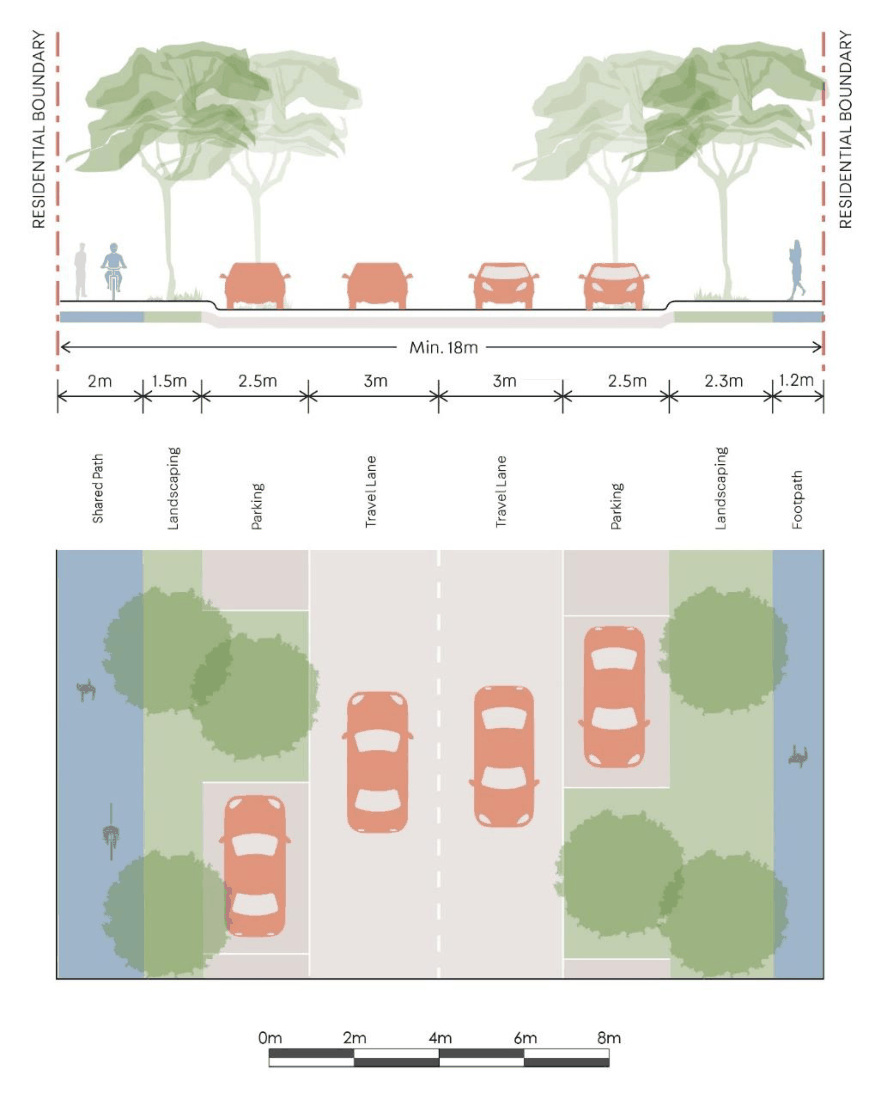 RESIDENTIAL BOUNDARY
RESIDENTIAL BOUNDARY
Min. 18m
2m
1.5m
2.5m
3m
3m
2.5m
2.3m
1.2m
Shared Path
Landscaping
Parking
Travel Lane
Travel Lane
Parking
Landscaping
Footpath
0m
2m
4m
6m
8m